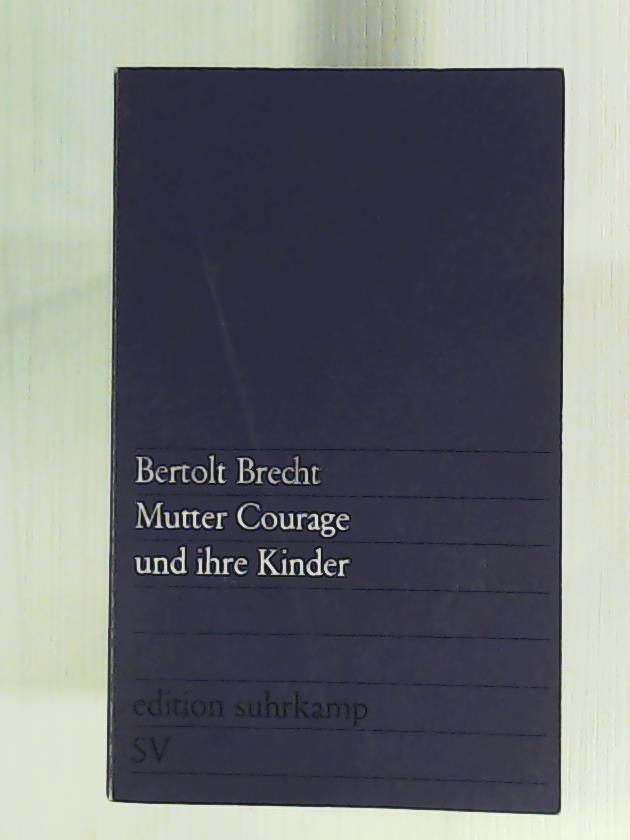 Bertolt Brecht
Mutter Courage
und ihre Kinder
edition suhrkamp
SV